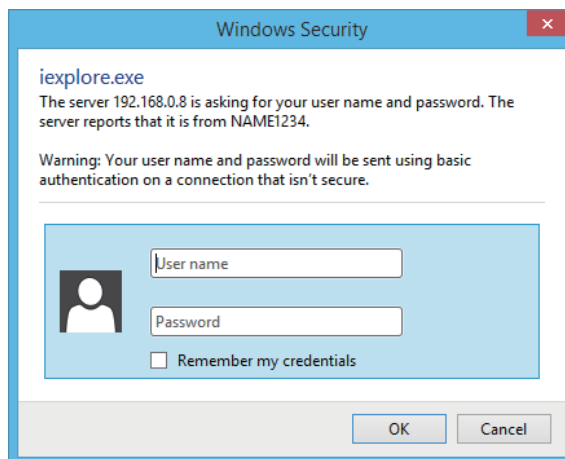 Windows Security
iexplore.exe
The server 192.168.0.8 is asking for your user name and password. The
server reports that it is from NAME1234.
Warning: Your user name and password will be sent using basic
authentication on a connection that isn't secure.
User name
Password
Remember my credentials
OK
Cancel